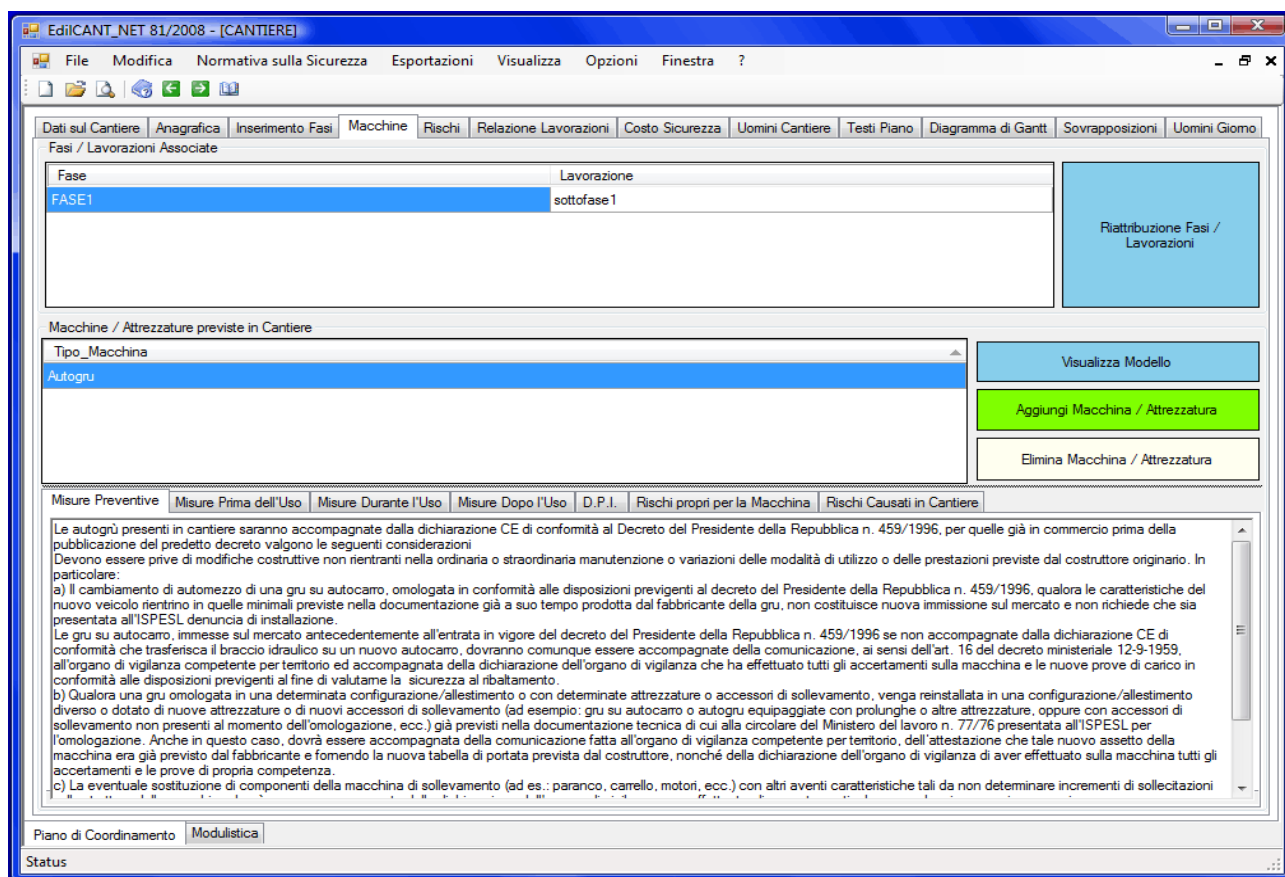 EdilCANT_NET 81/2008 - [CANTIERE]
File Modifica Normativa sulla Sicurezza Esportazioni Visualizza Opzioni Finestra ?
Dati sul Cantiere Anagrafica Inserimento Fasi Macchine Rischi Relazione Lavorazioni Costo Sicurezza Uomini Cantiere Testi Piano Diagramma di Gantt Sovrapposizioni Uomini Giorno
Fasi / Lavorazioni Associate
Fase Lavorazione
FASE1 sottofase1
Riattribuzione Fasi /
Lavorazioni
Macchine / Attrezzature previste in Cantiere
Tipo_Macchina
Autogru
Visualizza Modello
Aggiungi Macchina / Attrezzatura
Elimina Macchina / Attrezzatura
Misure Preventive Misure Prima dell'Uso Misure Durante l'Uso Misure Dopo l'Uso D.P.I. Rischi propri per la Macchina Rischi Causati in Cantiere
Le autogrù presenti in cantiere saranno accompagnate dalla dichiarazione CE di conformità al Decreto del Presidente della Repubblica n. 459/1996, per quelle già in commercio prima della
pubblicazione del predetto decreto valgono le seguenti considerazioni
Devono essere prive di modifiche costruttive non rientranti nella ordinaria o straordinaria manutenzione o variazioni delle modalità di utilizzo o delle prestazioni previste dal costruttore originario. In
particolare:
a) Il cambiamento di automezzo di una gru su autocarro, omologata in conformità alle disposizioni previgenti al decreto del Presidente della Repubblica n. 459/1996, qualora le caratteristiche del
nuovo veicolo rientrino in quelle minimali previste nella documentazione già a suo tempo prodotta dal fabbricante della gru, non costituisce nuova immissione sul mercato e non richiede che sia
presentata all'ISPESL denuncia di installazione.
Le gru su autocarro, immesse sul mercato antecedentemente all'entrata in vigore del decreto del Presidente della Repubblica n. 459/1996 se non accompagnate dalla dichiarazione CE di
conformità che trasferisca il braccio idraulico su un nuovo autocarro, dovranno comunque essere accompagnate della comunicazione, ai sensi dell'art. 16 del decreto ministeriale 12-9-1959,
all'organo di vigilanza competente per territorio ed accompagnata della dichiarazione dell'organo di vigilanza che ha effettuato tutti gli accertamenti sulla macchina e le nuove prove di carico in
conformità alle disposizioni previgenti al fine di valutarne la sicurezza al ribaltamento.
b) Qualora una gru omologata in una determinata configurazione/allestimento o con determinate attrezzature o accessori di sollevamento, venga reinstallata in una configurazione/allestimento
diverso o dotato di nuove attrezzature o di nuovi accessori di sollevamento (ad esempio: gru su autocarro o autogru equipaggiate con prolunghe o altre attrezzature, oppure con accessori di
sollevamento non presenti al momento dell'omologazione, ecc.) già previsti nella documentazione tecnica di cui alla circolare del Ministero del lavoro n. 77/76 presentata all'ISPESL per
l'omologazione. Anche in questo caso, dovrà essere accompagnata della comunicazione fatta all'organo di vigilanza competente per territorio, dell'attestazione che tale nuovo assetto della
macchina era già previsto dal fabbricante e fornendo la nuova tabella di portata prevista dal costruttore, nonché della dichiarazione dell'organo di vigilanza di aver effettuato sulla macchina tutti gli
accertamenti e le prove di propria competenza.
c) La eventuale sostituzione di componenti della macchina di sollevamento (ad es.: paranco, carrello, motori, ecc.) con altri aventi caratteristiche tali da non determinare incrementi di sollecitazioni
Piano di Coordinamento Modulistica
Status